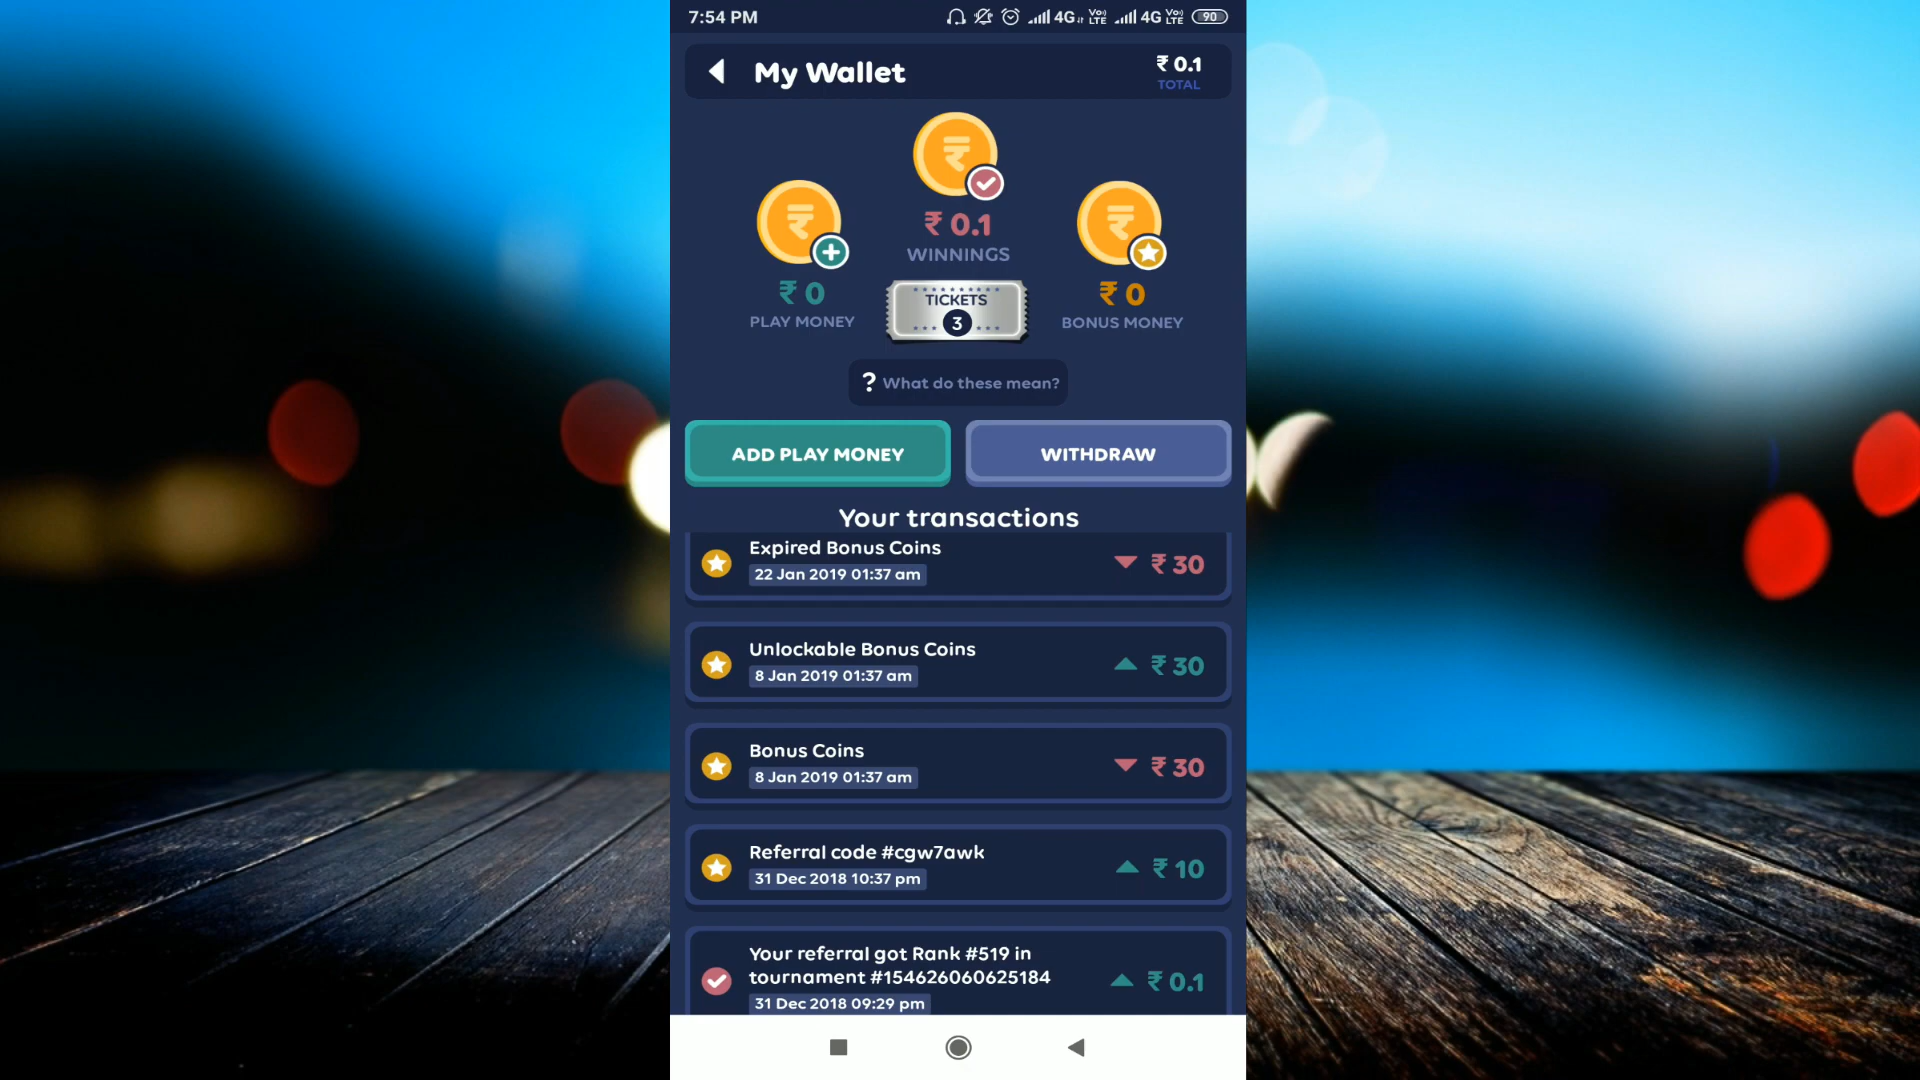 7:54 PM
4G Vo) LTE 4G Vo) LTE 90
My Wallet
₹ 0.1
TOTAL
₹ 0.1
WINNINGS
₹ 0
PLAY MONEY
TICKETS
3
₹ 0
BONUS MONEY
? What do these mean?
ADD PLAY MONEY
WITHDRAW
Your transactions
Expired Bonus Coins
22 Jan 2019 01:37 am
₹ 30
Unlockable Bonus Coins
8 Jan 2019 01:37 am
₹ 30
Bonus Coins
8 Jan 2019 01:37 am
₹ 30
Referral code #cgw7awk
31 Dec 2018 10:37 pm
₹ 10
Your referral got Rank #519 in
tournament #154626060625184
31 Dec 2018 09:29 pm
₹ 0.1